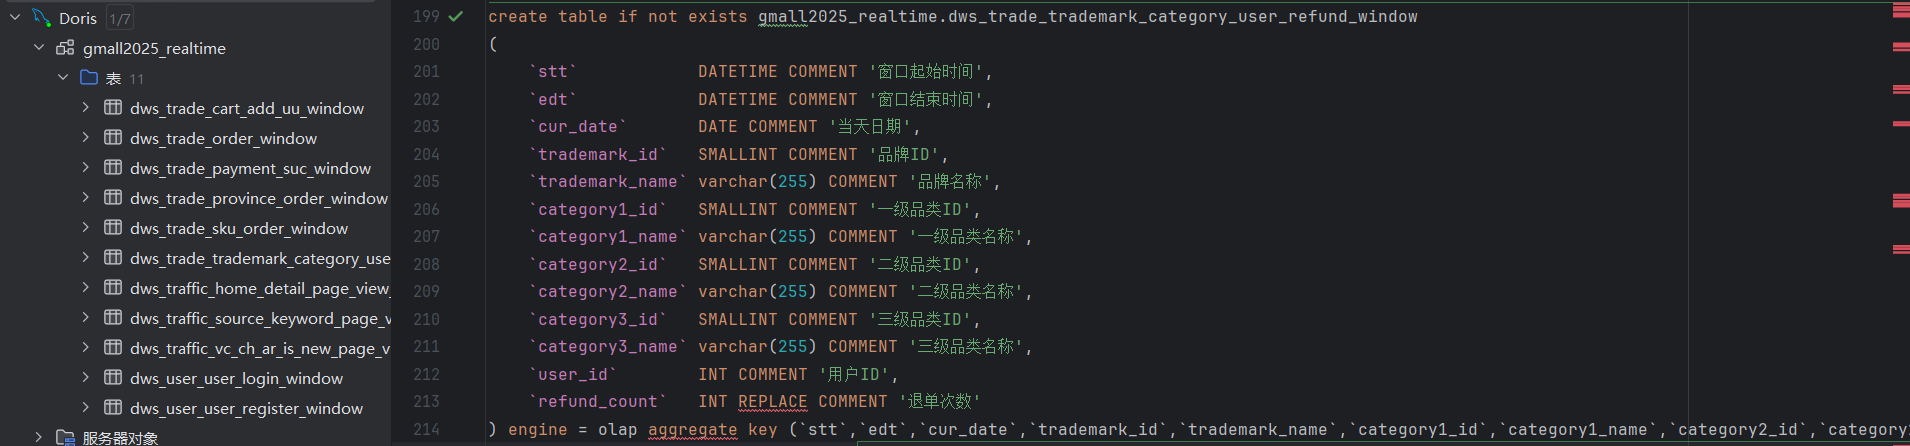 Doris 1/7
gmall2025_realtime
表 11
dws_trade_cart_add_uu_window
dws_trade_order_window
dws_trade_payment_suc_window
dws_trade_province_order_window
dws_trade_sku_order_window
dws_trade_trademark_category_use
dws_traffic_home_detail_page_view_
dws_traffic_source_keyword_page_v
dws_traffic_vc_ch_ar_is_new_page_v
dws_user_user_login_window
dws_user_user_register_window
服务器对象
199 create table if not exists gmall2025_realtime.dws_trade_trademark_category_user_refund_window
200 (
201 `stt` DATETIME COMMENT '窗口起始时间',
202 `edt` DATETIME COMMENT '窗口结束时间',
203 `cur_date` DATE COMMENT '当天日期',
204 `trademark_id` SMALLINT COMMENT '品牌ID',
205 `trademark_name` varchar(255) COMMENT '品牌名称',
206 `category1_id` SMALLINT COMMENT '一级品类ID',
207 `category1_name` varchar(255) COMMENT '一级品类名称',
208 `category2_id` SMALLINT COMMENT '二级品类ID',
209 `category2_name` varchar(255) COMMENT '二级品类名称',
210 `category3_id` SMALLINT COMMENT '三级品类ID',
211 `category3_name` varchar(255) COMMENT '三级品类名称',
212 `user_id` INT COMMENT '用户ID',
213 `refund_count` INT REPLACE COMMENT '退单次数'
214 ) engine = olap aggregate key (`stt`,`edt`,`cur_date`,`trademark_id`,`trademark_name`,`category1_id`,`category1_name`,`category2_id`,`category2